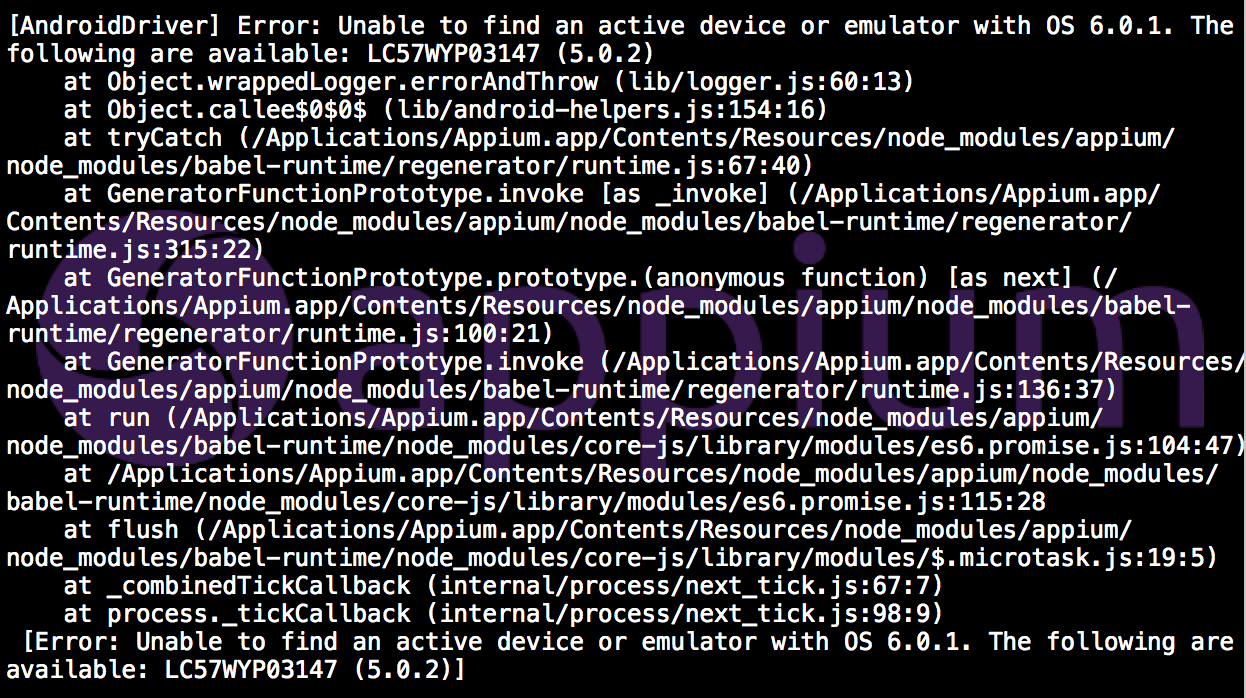 [AndroidDriver] Error: Unable to find an active device or emulator with OS 6.0.1. The
following are available: LC57WYP03147 (5.0.2)
    at Object.wrappedLogger.errorAndThrow (lib/logger.js:60:13)
    at Object.callee$0$0$ (lib/android-helpers.js:154:16)
    at tryCatch (/Applications/Appium.app/Contents/Resources/node_modules/appium/
node_modules/babel-runtime/regenerator/runtime.js:67:40)
    at GeneratorFunctionPrototype.invoke [as _invoke] (/Applications/Appium.app/
Contents/Resources/node_modules/appium/node_modules/babel-runtime/regenerator/
runtime.js:315:22)
    at GeneratorFunctionPrototype.prototype.(anonymous function) [as next] (/
Applications/Appium.app/Contents/Resources/node_modules/appium/node_modules/babel-
runtime/regenerator/runtime.js:100:21)
    at GeneratorFunctionPrototype.invoke (/Applications/Appium.app/Contents/Resources/
node_modules/appium/node_modules/babel-runtime/regenerator/runtime.js:136:37)
    at run (/Applications/Appium.app/Contents/Resources/node_modules/appium/
node_modules/babel-runtime/node_modules/core-js/library/modules/es6.promise.js:104:47)
    at /Applications/Appium.app/Contents/Resources/node_modules/appium/node_modules/
babel-runtime/node_modules/core-js/library/modules/es6.promise.js:115:28
    at flush (/Applications/Appium.app/Contents/Resources/node_modules/appium/
node_modules/babel-runtime/node_modules/core-js/library/modules/$.microtask.js:19:5)
    at _combinedTickCallback (internal/process/next_tick.js:67:7)
    at process._tickCallback (internal/process/next_tick.js:98:9)
 [Error: Unable to find an active device or emulator with OS 6.0.1. The following are
available: LC57WYP03147 (5.0.2)]
appium